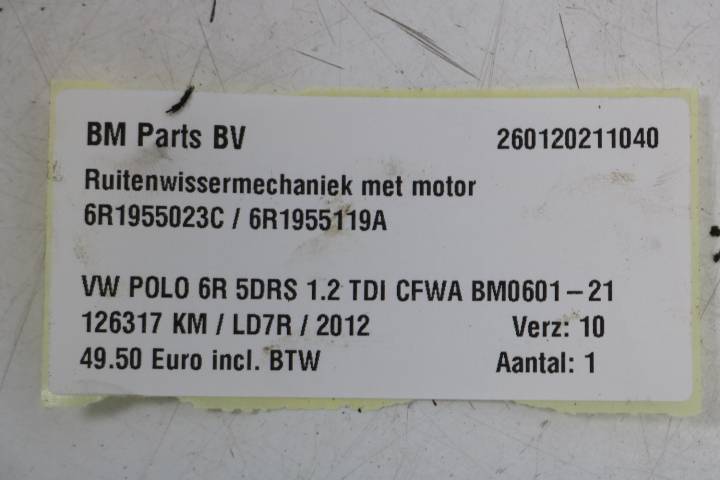 BM Parts BV 260120211040
Ruitenwissermechaniek met motor
6R1955023C / 6R1955119A
VW POLO 6R 5DRS 1.2 TDI CFWA BM0601-21
126317 KM / LD7R / 2012 Verz: 10
49.50 Euro incl. BTW Aantal: 1